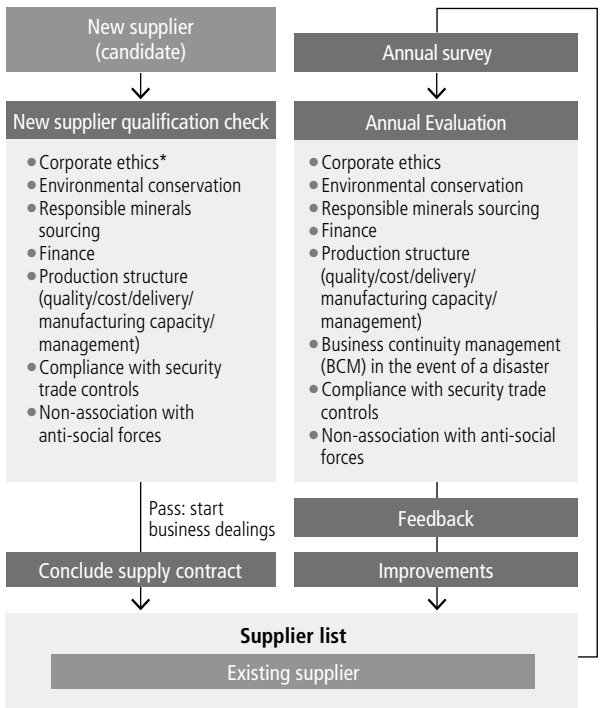 New supplier
(candidate)
New supplier qualification check
● Corporate ethics*
● Environmental conservation
● Responsible minerals
sourcing
● Finance
● Production structure
(quality/cost/delivery/
manufacturing capacity/
management)
● Compliance with security
trade controls
● Non-association with
anti-social forces
Pass: start
business dealings
Conclude supply contract
Annual survey
Annual Evaluation
● Corporate ethics
● Environmental conservation
● Responsible minerals sourcing
● Finance
● Production structure
(quality/cost/delivery/
manufacturing capacity/
management)
● Business continuity management
(BCM) in the event of a disaster
● Compliance with security trade
controls
● Non-association with anti-social
forces
Feedback
Improvements
Supplier list
Existing supplier